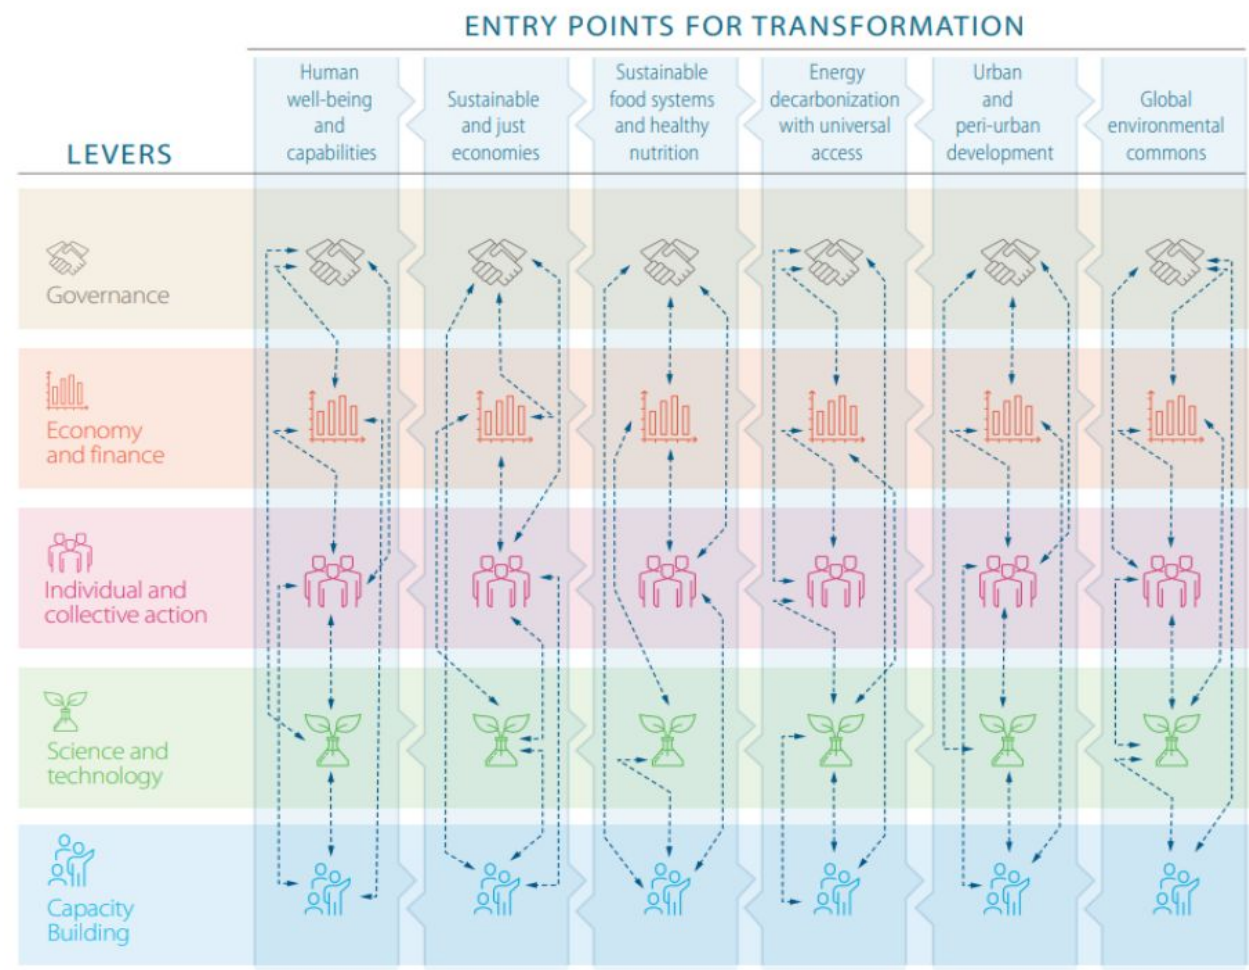 ENTRY POINTS FOR TRANSFORMATION
LEVERS
Human
well-being
and
capabilities
Sustainable
and just
economies
Sustainable
food systems
and healthy
nutrition
Energy
decarbonization
with universal
access
Urban
and
peri-urban
development
Global
environmental
commons
Governance
Economy
and finance
Individual and
collective action
Science and
technology
Capacity
Building